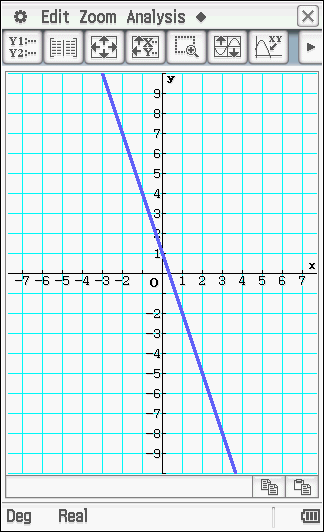 Edit Zoom Analysis
Y1:···
Y2:···
XY
y
9
8
7
6
5
4
3
2
1
x
-7 -6 -5 -4 -3 -2 O 1 2 3 4 5 6 7
-2
-3
-4
-5
-6
-7
-8
-9
Deg Real